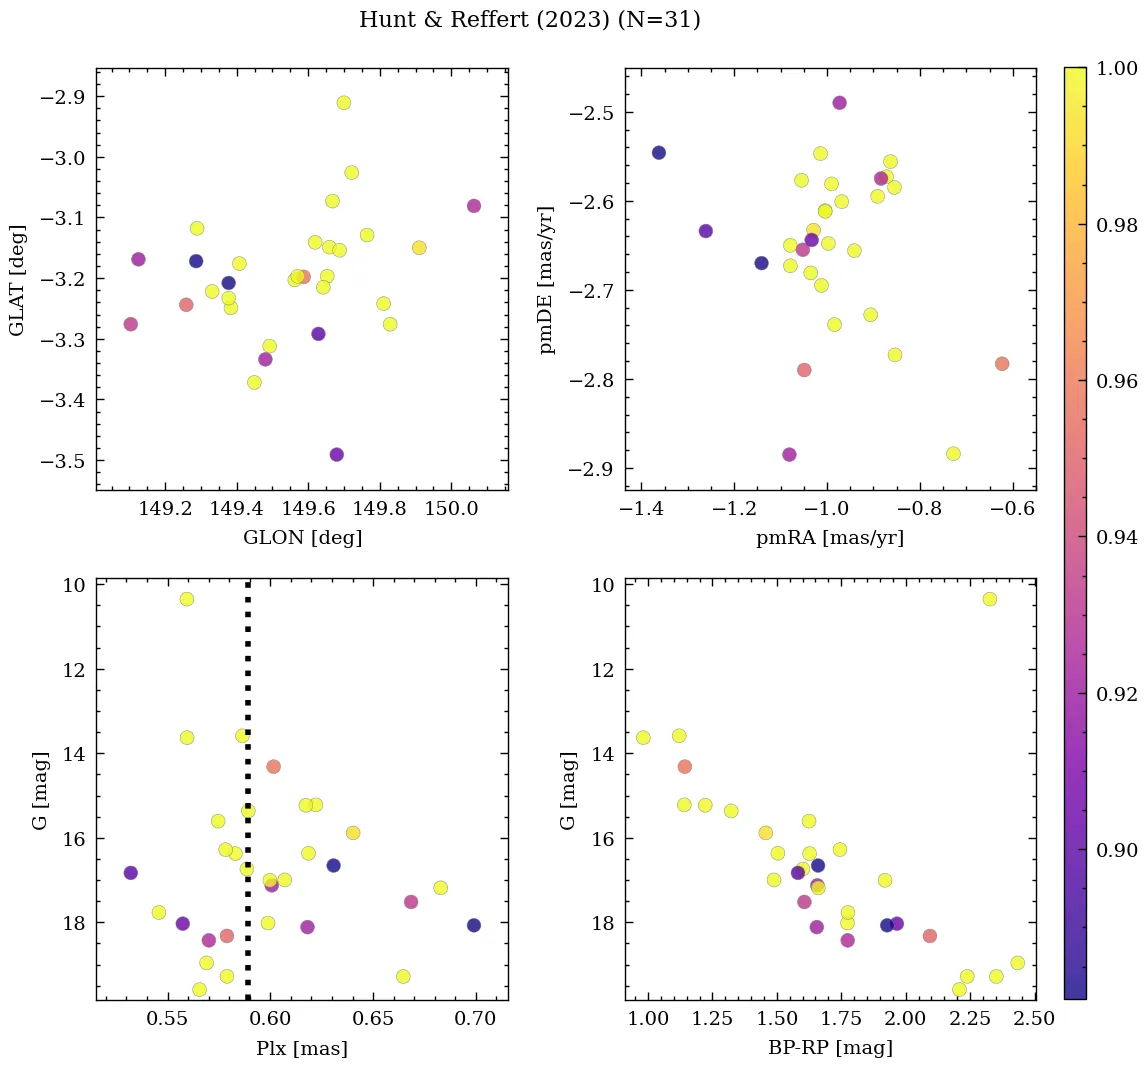 Hunt & Reffert (2023) (N=31)
−2.9
−3.0
−3.1
−3.2
−3.3
−3.4
−3.5
GLAT [deg]
149.2 149.4 149.6 149.8 150.0
GLON [deg]
−2.5
−2.6
−2.7
−2.8
−2.9
pmDE [mas/yr]
−1.4 −1.2 −1.0 −0.8 −0.6
pmRA [mas/yr]
10
12
14
16
18
G [mag]
0.55 0.60 0.65 0.70
Plx [mas]
10
12
14
16
18
G [mag]
1.00 1.25 1.50 1.75 2.00 2.25 2.50
BP-RP [mag]
1.00
0.98
0.96
0.94
0.92
0.90